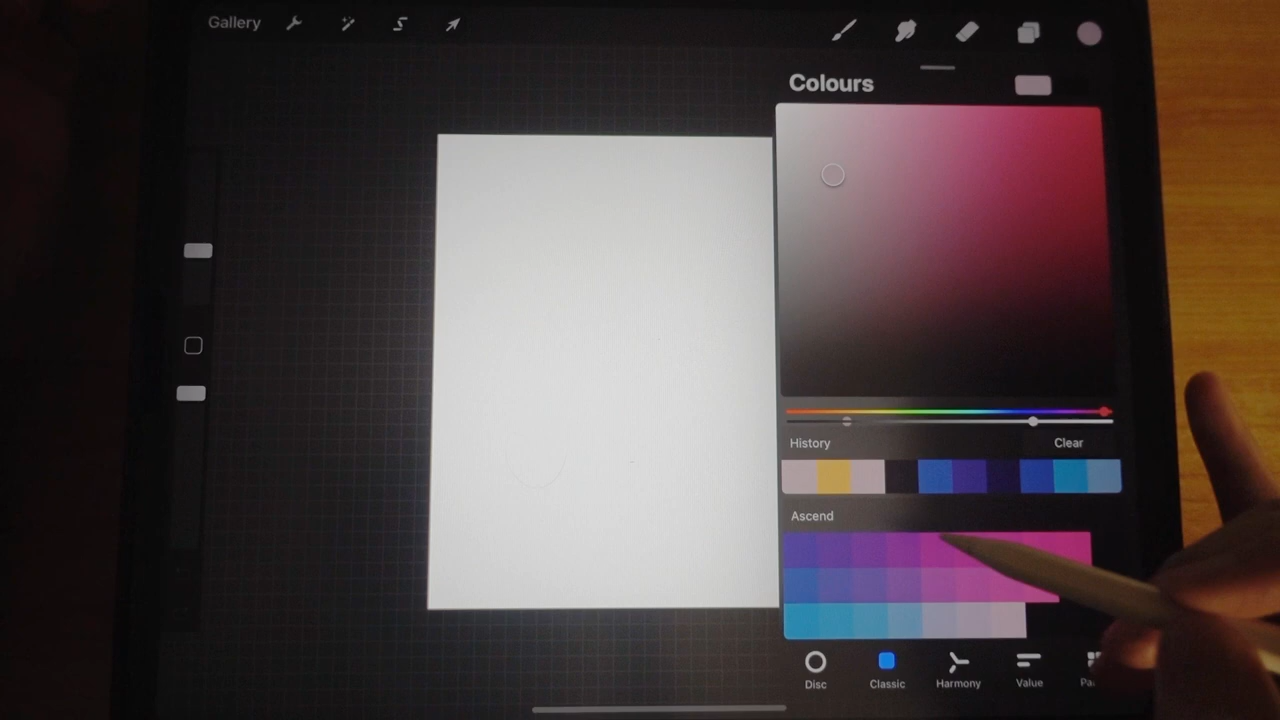 Gallery
Colours
History
Clear
Ascend
Disc
Classic
Harmony
Value